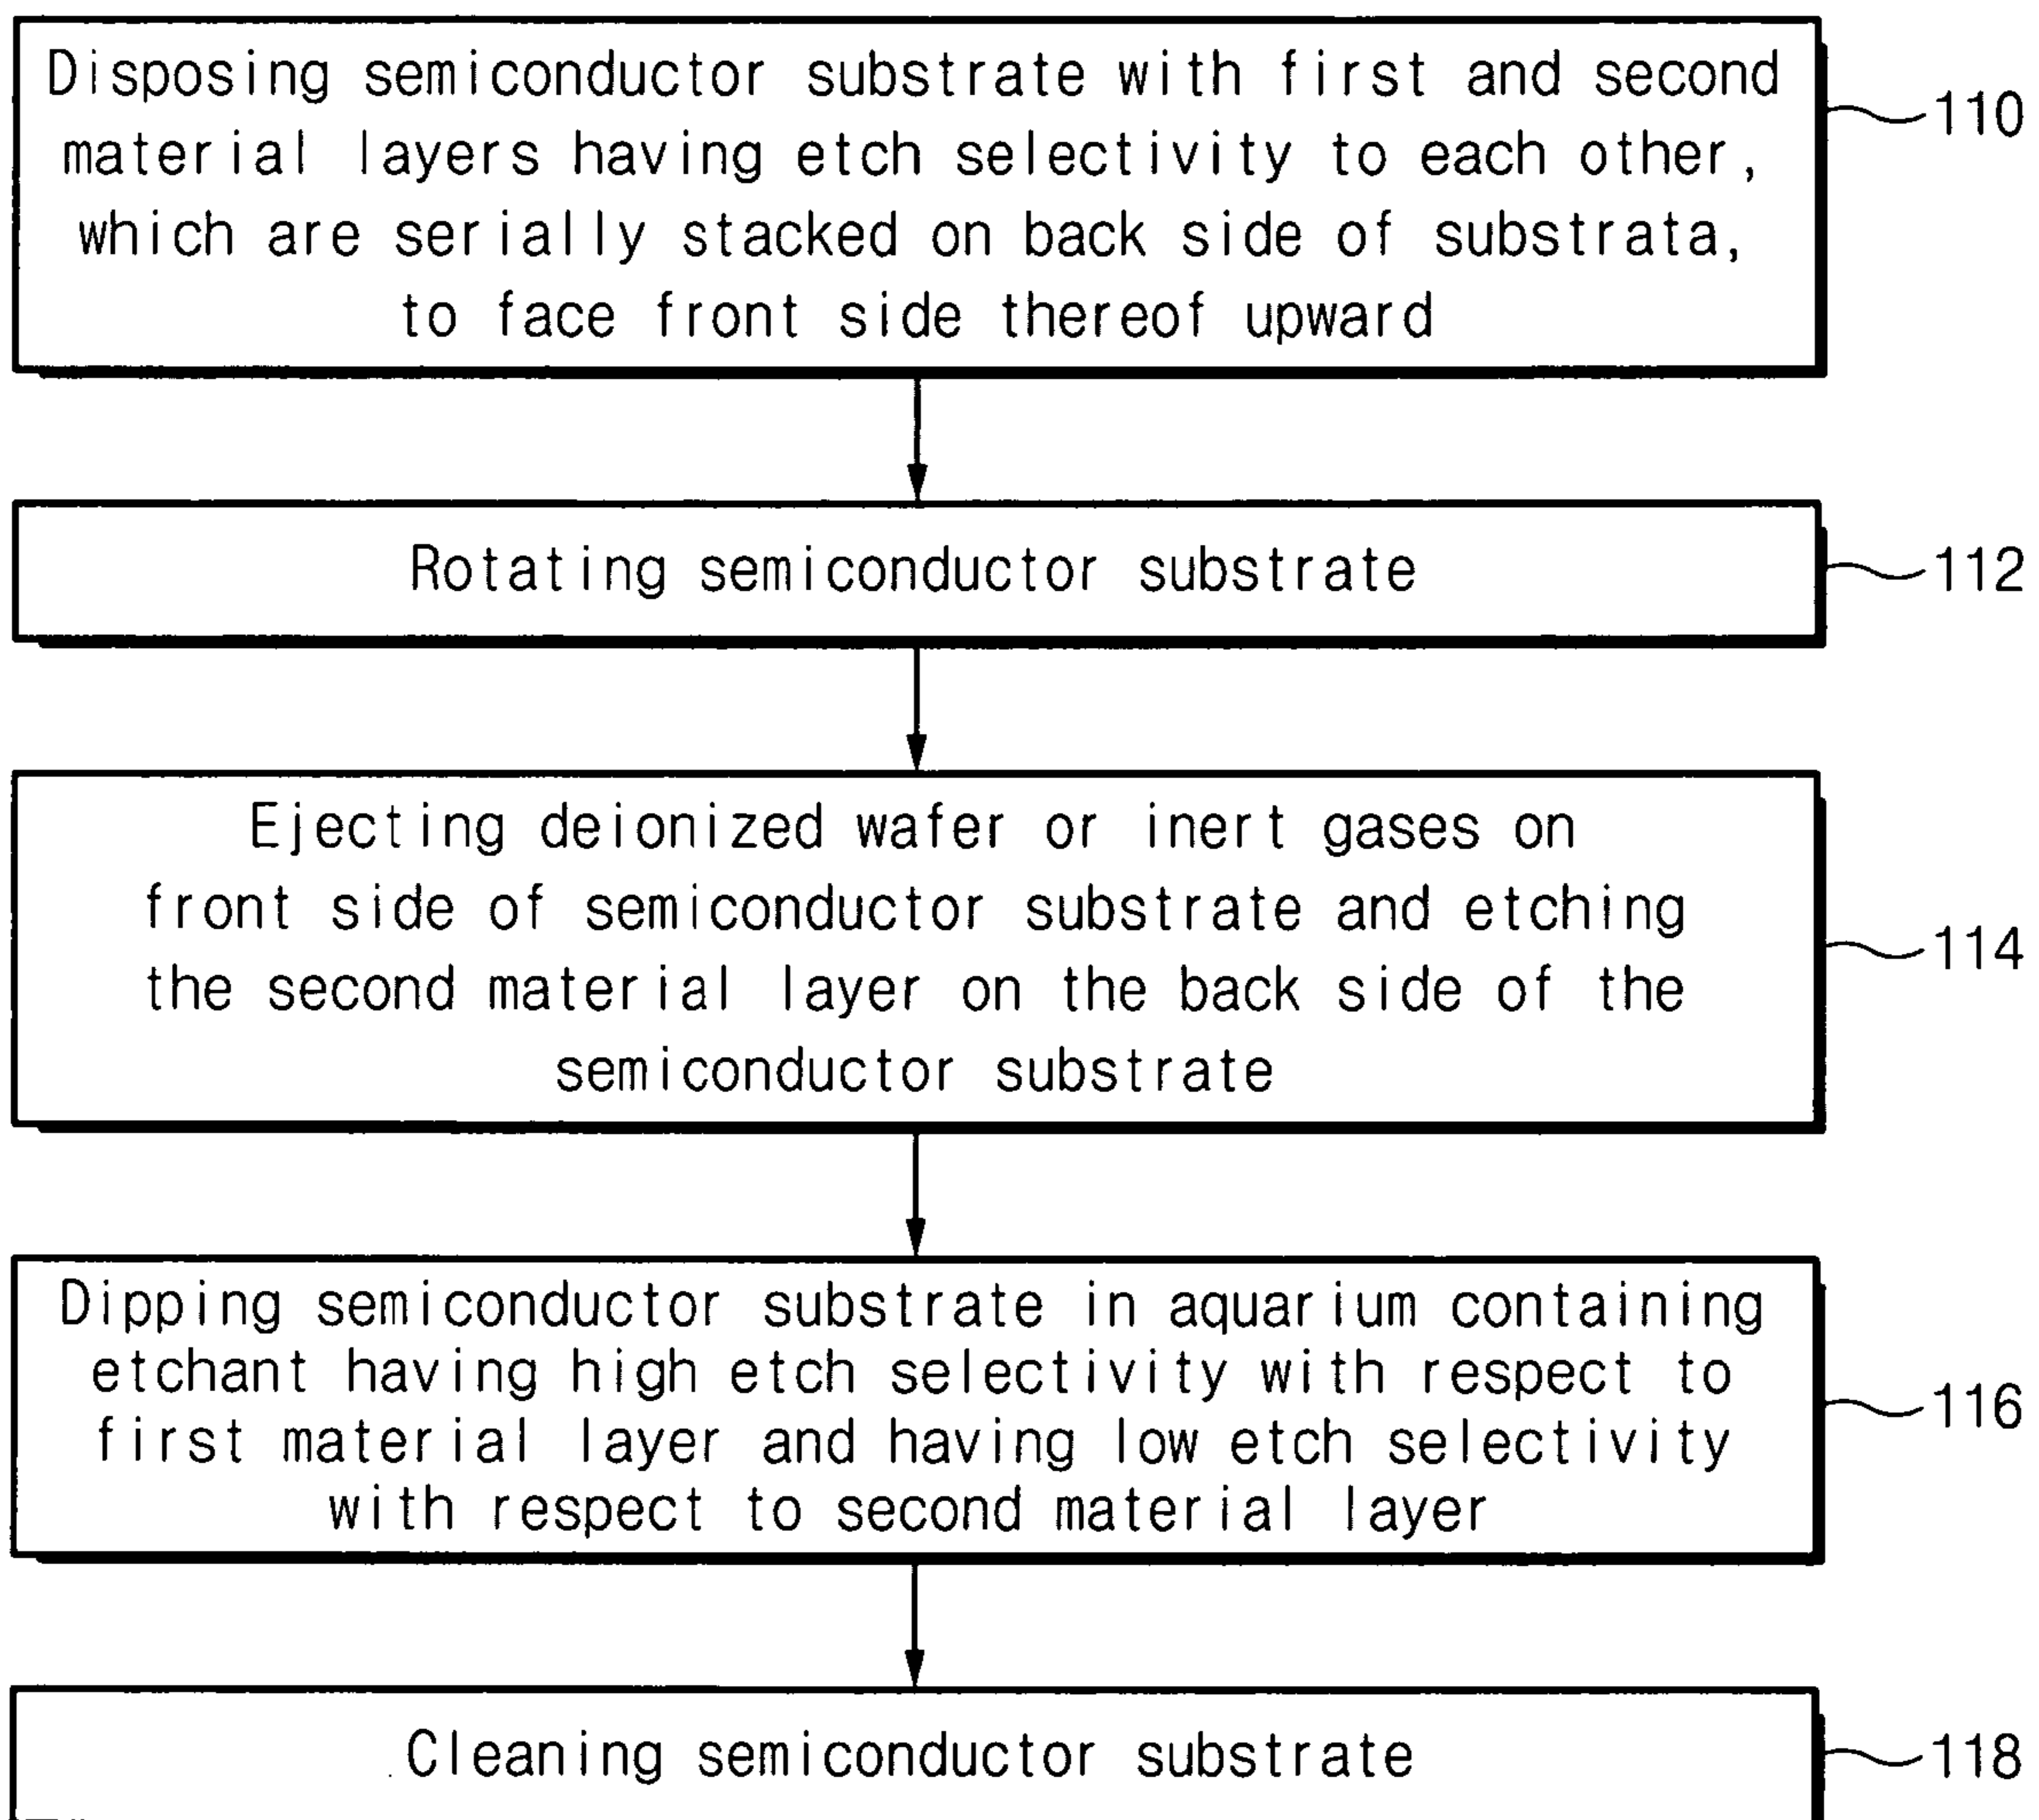 Disposing semiconductor substrate with first and second
material layers having etch selectivity to each other,
which are serially stacked on back side of substrata,
to face front side thereof upward
110
Rotating semiconductor substrate
112
Ejecting deionized wafer or inert gases on
front side of semiconductor substrate and etching
the second material layer on the back side of the
semiconductor substrate
114
Dipping semiconductor substrate in aquarium containing
etchant having high etch selectivity with respect to
first material layer and having low etch selectivity
with respect to second material layer
116
Cleaning semiconductor substrate
118